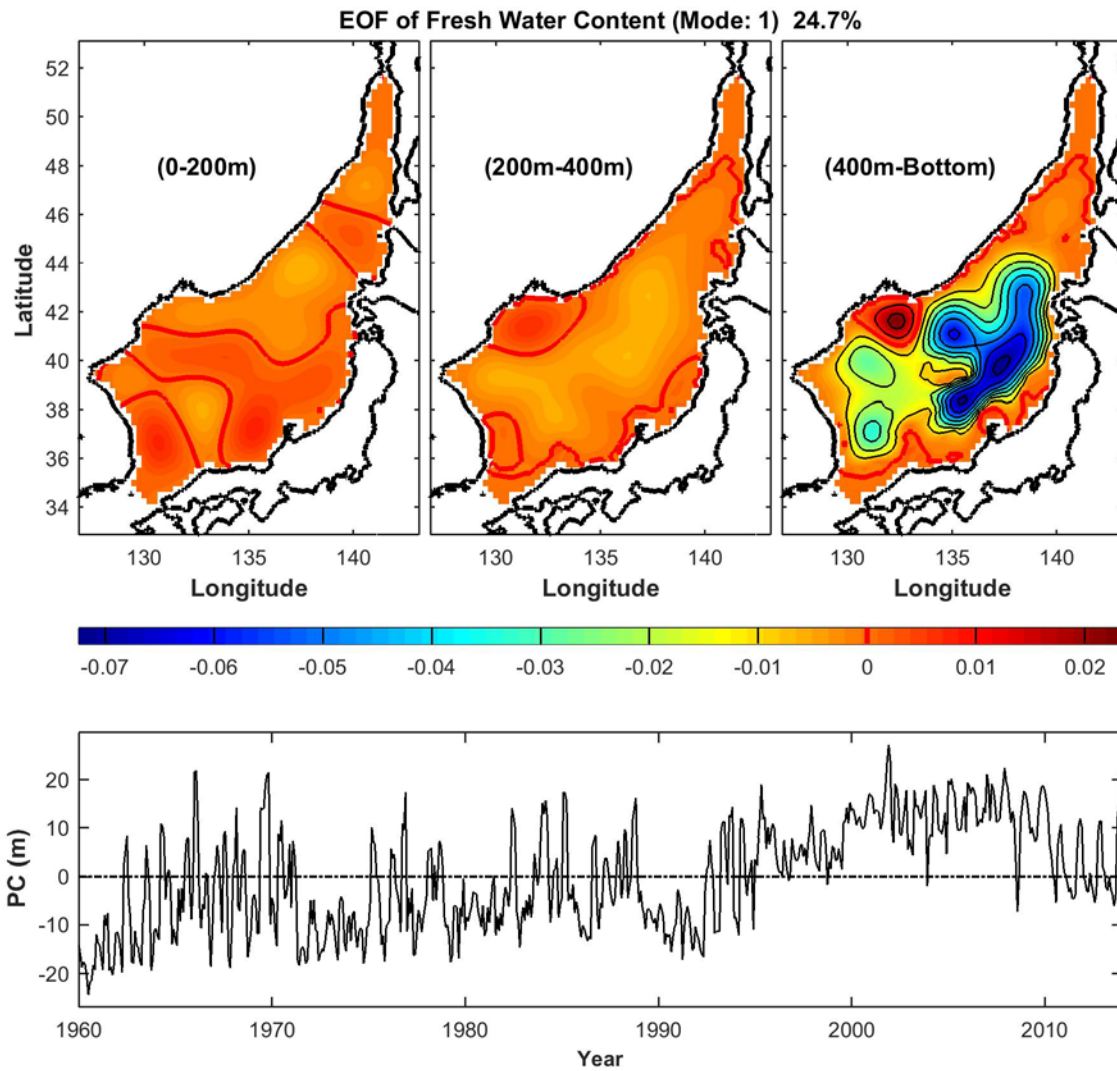 EOF of Fresh Water Content (Mode: 1) 24.7%
52
50
48
46
44
42
40
38
36
34
Latitude
(0-200m)
(200m-400m)
(400m-Bottom)
130 135 140
130 135 140
130 135 140
Longitude
Longitude
Longitude
-0.07 -0.06 -0.05 -0.04 -0.03 -0.02 -0.01 0 0.01 0.02
20
10
0
-10
-20
PC (m)
1960 1970 1980 1990 2000 2010
Year